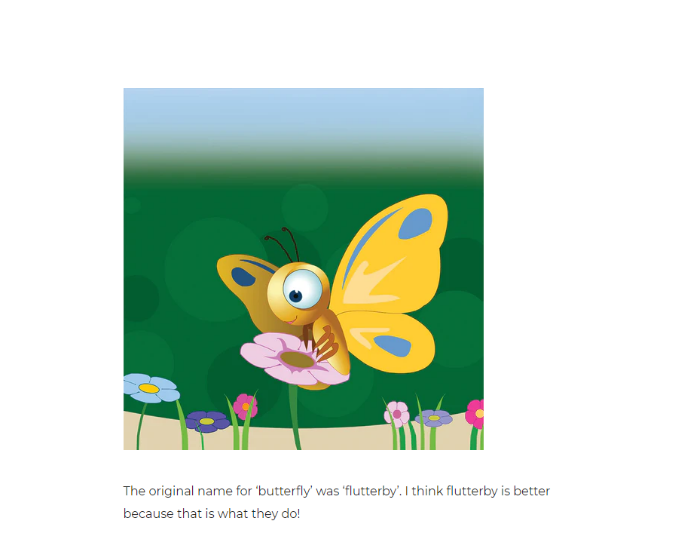 The original name for ‘butterfly’ was ‘flutterby’. I think flutterby is better
because that is what they do!